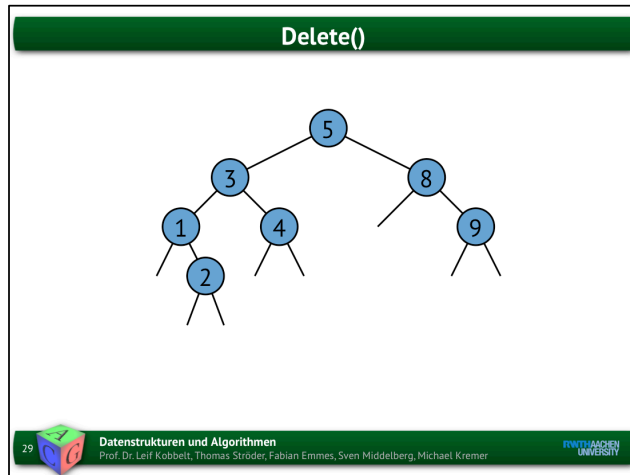 Delete()
5
3 8
1 4 9
2
29
A
C G
Datenstrukturen und Algorithmen
Prof. Dr. Leif Kobbelt, Thomas Ströder, Fabian Emmes, Sven Middelberg, Michael Kremer
RWTHAACHEN
UNIVERSITY